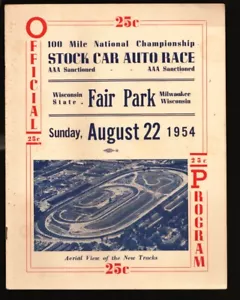 25c
OFFICIAL
25c
100 Mile National Championship
STOCK CAR AUTO RACE
AAA Sanctioned . . AAA Sanctioned
Wisconsin State . Fair Park . Milwaukee Wisconsin
Sunday, August 22 1954
25c
PROGRAM
Aerial View of the New Tracks
25c